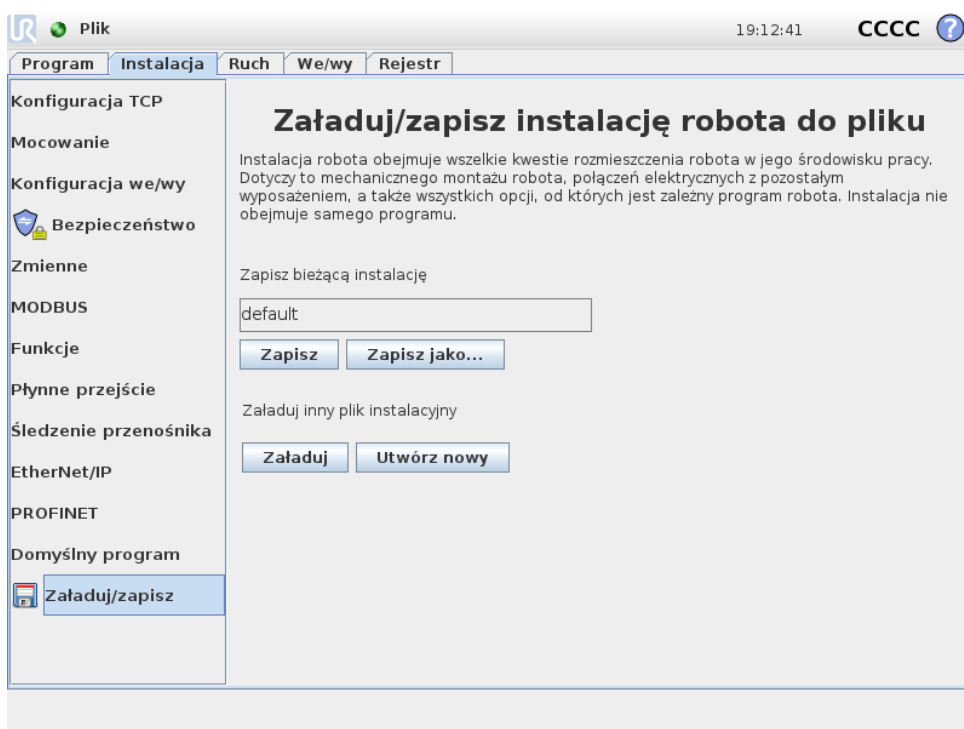 UR Plik 19:12:41 CCCC ?
Program Instalacja Ruch We/wy Rejestr
Konfiguracja TCP
Mocowanie
Konfiguracja we/wy
Bezpieczeństwo
Zmienne
MODBUS
Funkcje
Płynne przejście
Śledzenie przenośnika
EtherNet/IP
PROFINET
Domyślny program
Załaduj/zapisz
Załaduj/zapisz instalację robota do pliku
Instalacja robota obejmuje wszelkie kwestie rozmieszczenia robota w jego środowisku pracy.
Dotyczy to mechanicznego montażu robota, połączeń elektrycznych z pozostałym
wyposażeniem, a także wszystkich opcji, od których jest zależny program robota. Instalacja nie
obejmuje samego programu.
Zapisz bieżącą instalację
default
Zapisz Zapisz jako...
Załaduj inny plik instalacyjny
Załaduj Utwórz nowy